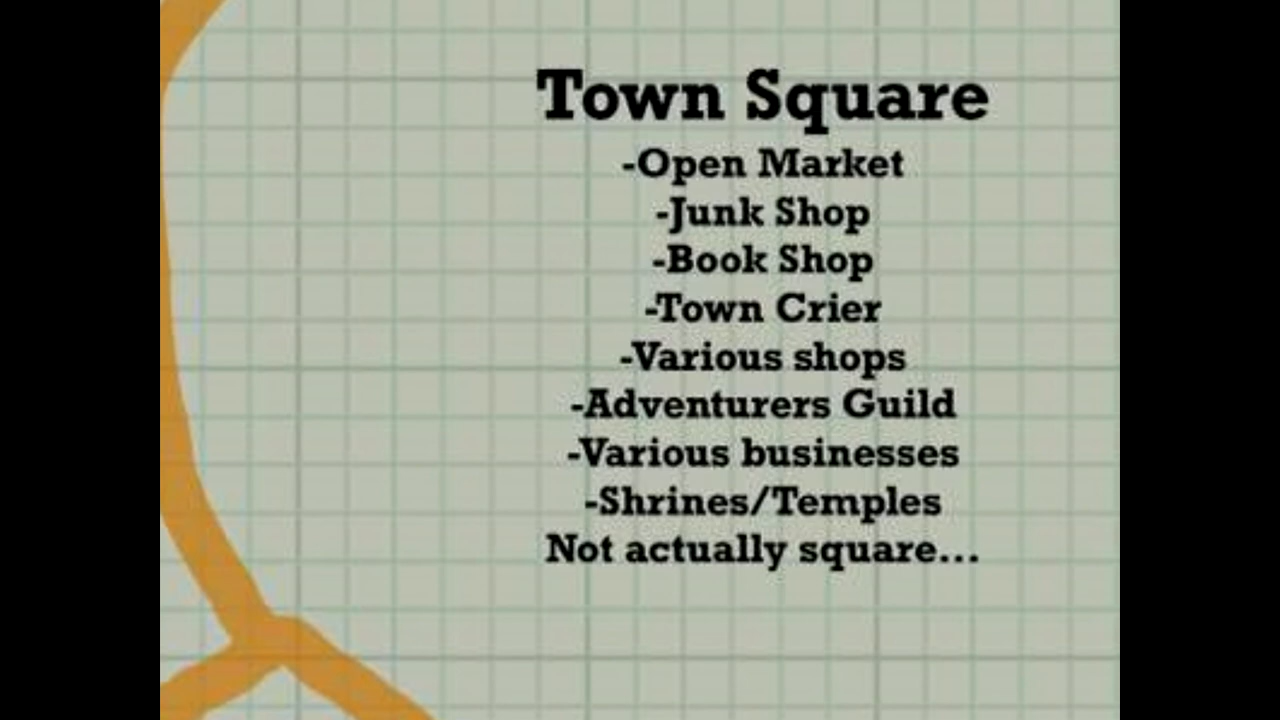 Town Square
-Open Market
-Junk Shop
-Book Shop
-Town Crier
-Various shops
-Adventurers Guild
-Various businesses
-Shrines/Temples
Not actually square...